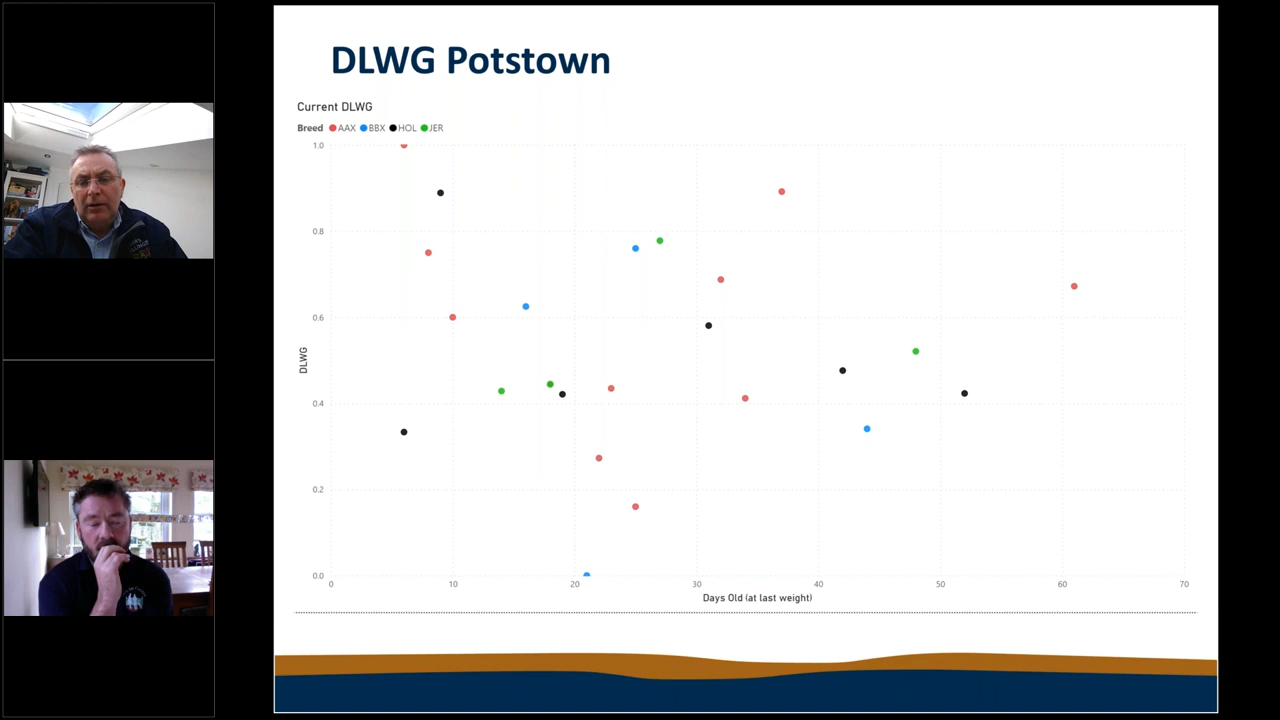 DLWG Potstown
Current DLWG
Breed AAX BBX HOL JER
1.0
0.8
0.6
0.4
0.2
0.0
DLWG
0 10 20 30 40 50 60 70
Days Old (at last weight)